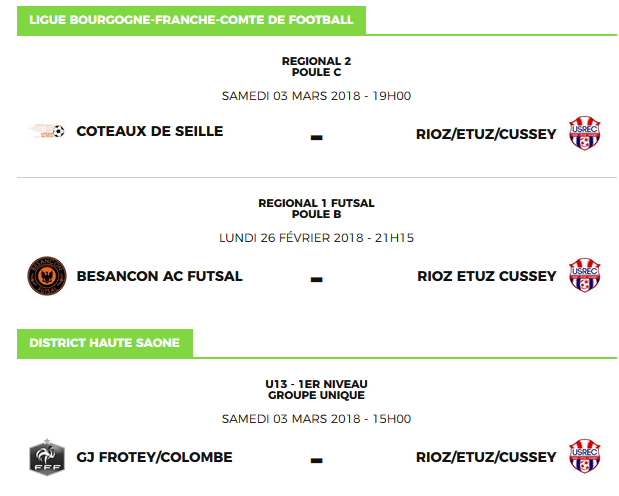 LIGUE BOURGOGNE-FRANCHE-COMTE DE FOOTBALL
REGIONAL 2
POULE C
SAMEDI 03 MARS 2018 - 19H00
COTEAUX DE SEILLE - RIOZ/ETUZ/CUSSEY
USREC
REGIONAL 1 FUTSAL
POULE B
LUNDI 26 FÉVRIER 2018 - 21H15
BESANCON
FUTSAL
BESANCON AC FUTSAL - RIOZ ETUZ CUSSEY
USREC
DISTRICT HAUTE SAONE
U13 - 1ER NIVEAU
GROUPE UNIQUE
SAMEDI 03 MARS 2018 - 15H00
FFF
GJ FROTEY/COLOMBE - RIOZ/ETUZ/CUSSEY
USREC